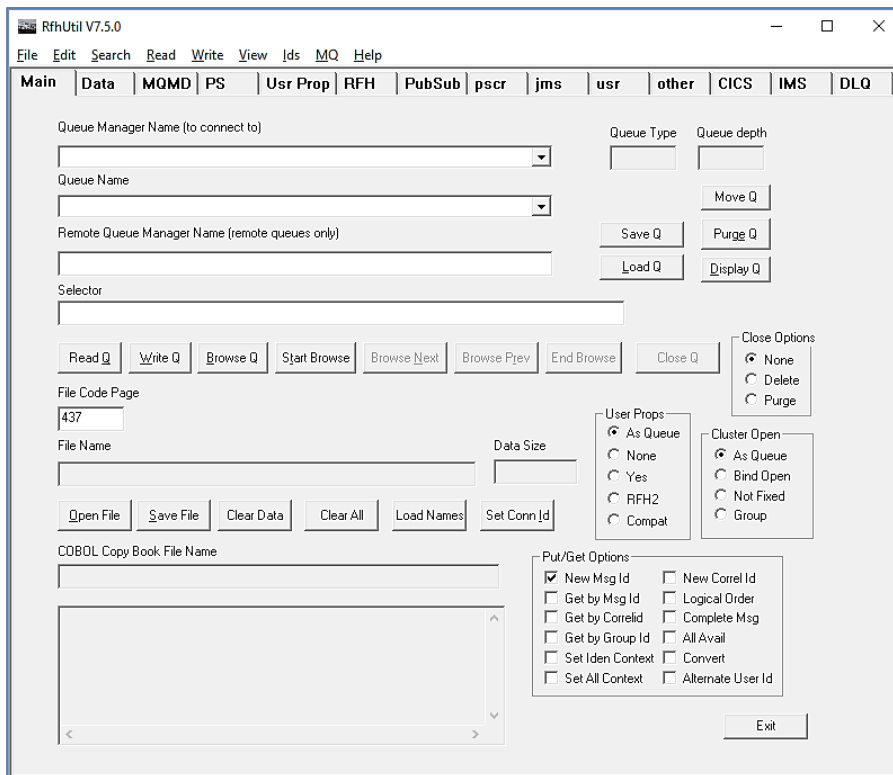 RfhUtil V7.5.0
File Edit Search Read Write View Ids MQ Help
Main Data MQMD PS Usr Prop RFH PubSub pscr jms usr other CICS IMS DLQ
Queue Manager Name (to connect to)
Queue Type Queue depth
Queue Name
Move Q
Remote Queue Manager Name (remote queues only)
Save Q Purge Q
Load Q Display Q
Selector
Read Q Write Q Browse Q Start Browse Browse Next Browse Prev End Browse Close Q
Close Options
None
Delete
Purge
File Code Page
437
File Name
Data Size
User Props
As Queue
None
Yes
RFH2
Compat
Cluster Open
As Queue
Bind Open
Not Fixed
Group
Open File Save File Clear Data Clear All Load Names Set Conn Id
COBOL Copy Book File Name
Put/Get Options
New Msg Id New Correl Id
Get by Msg Id Logical Order
Get by Correlid Complete Msg
Get by Group Id All Avail
Set Iden Context Convert
Set All Context Alternate User Id
Exit